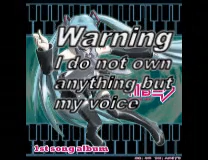 Warning
I do not own
anything but
my voice
1st song album